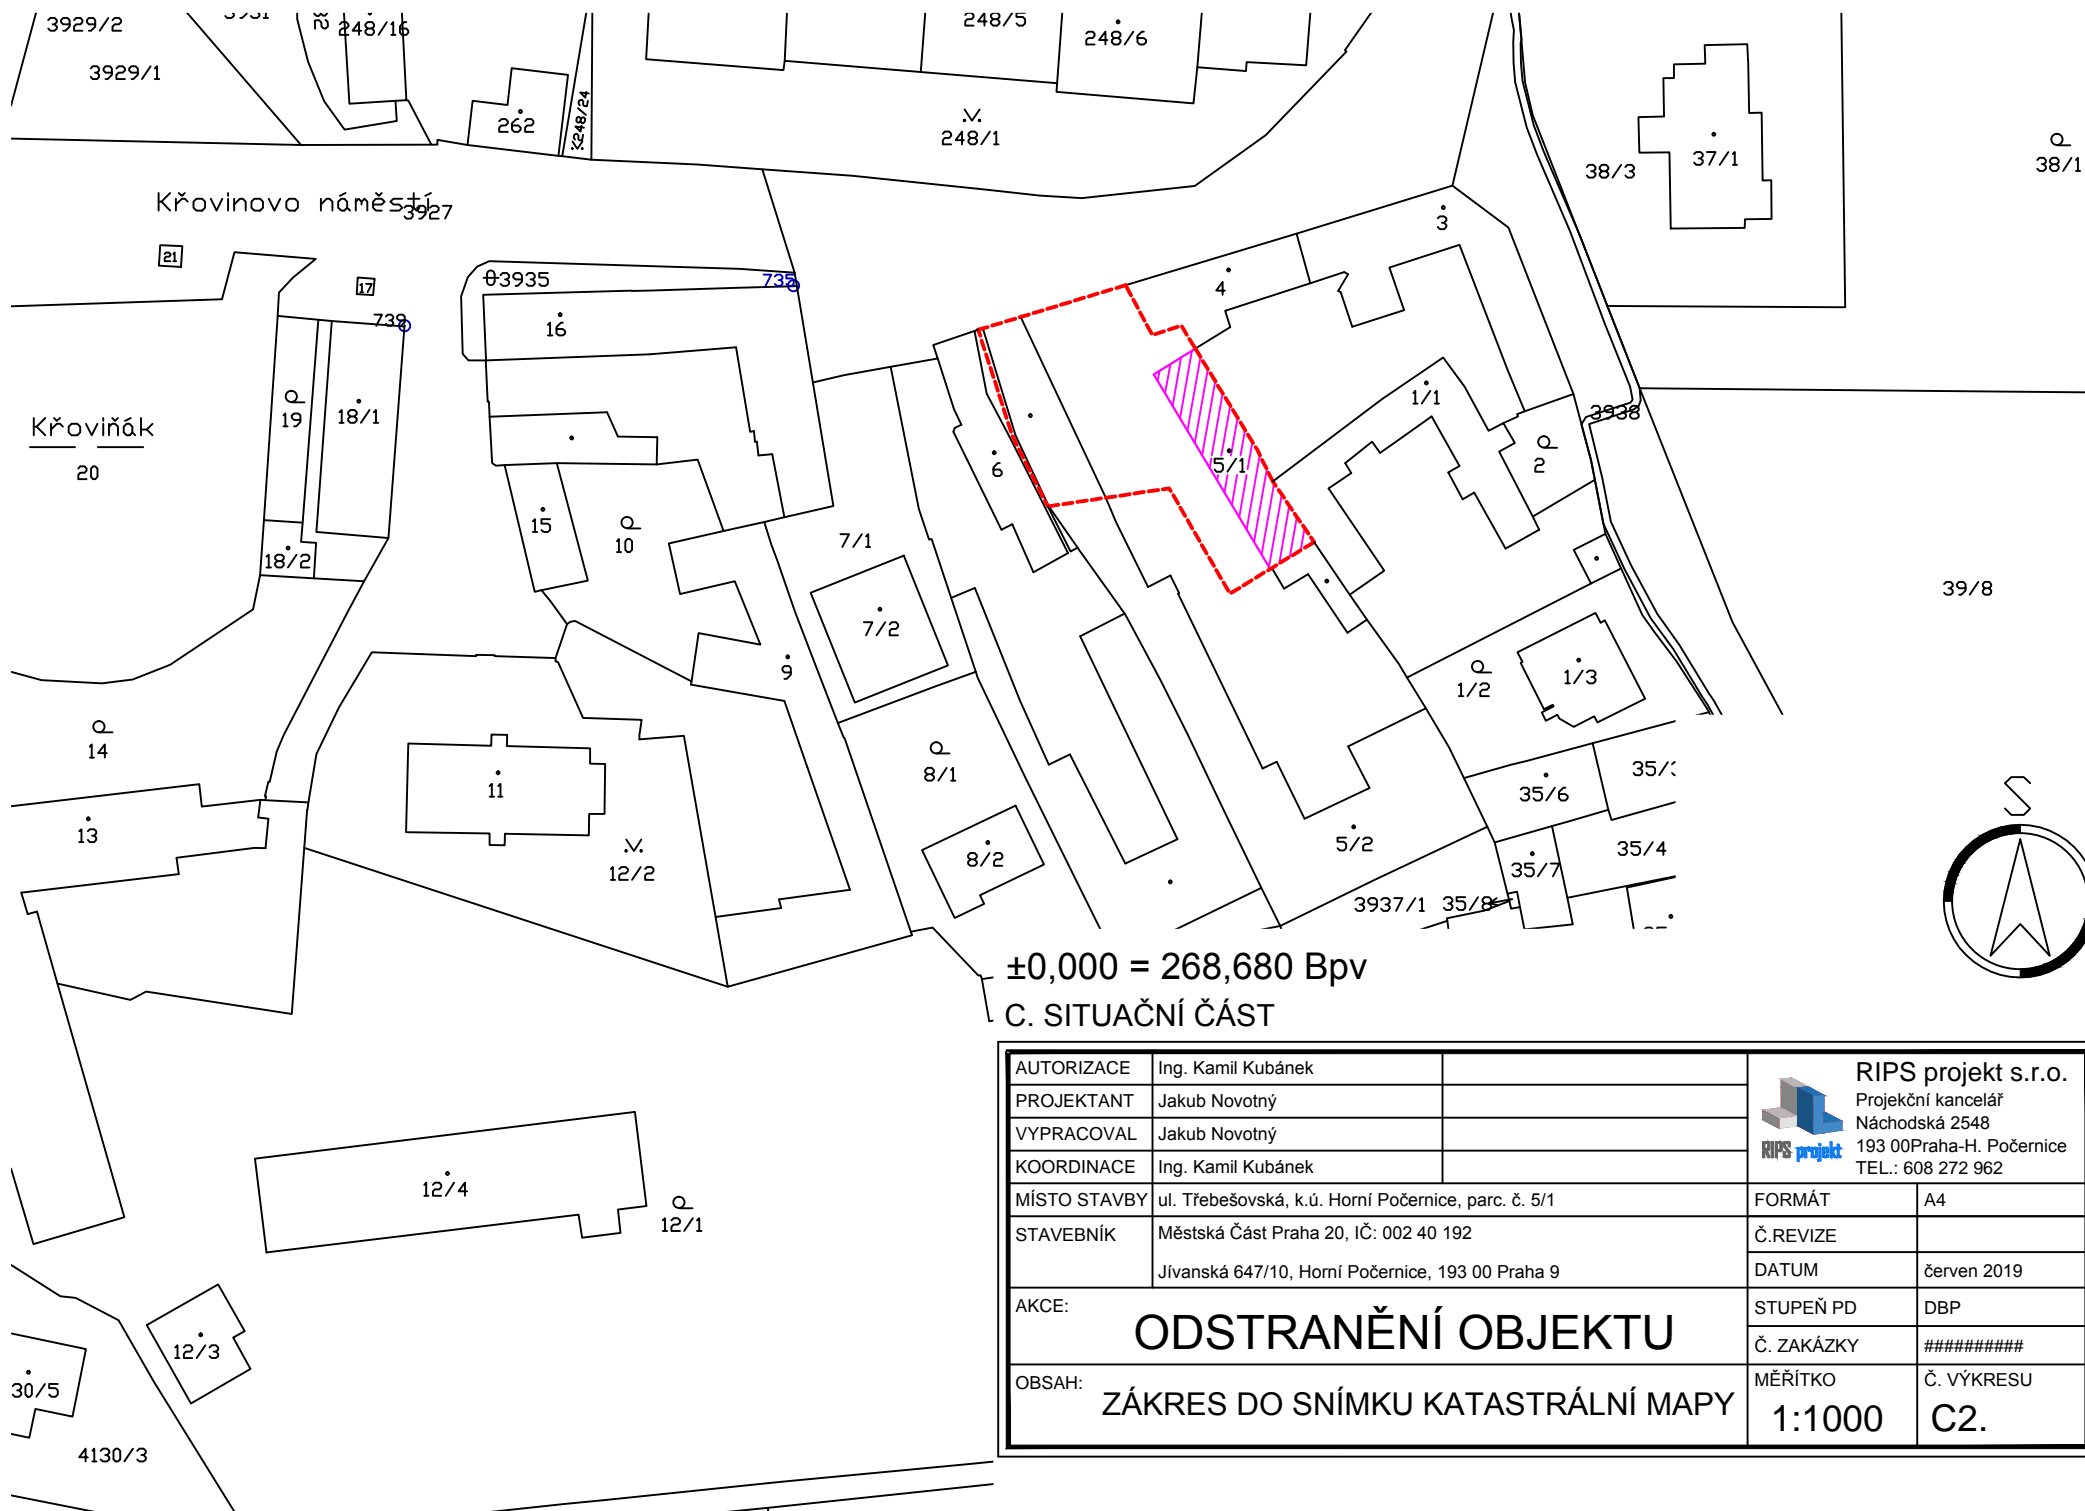 3929/2
3931
248/16
248/5
248/6
3929/1
262
248/24
248/1
37/1
38/3
38/1
Křovinovo náměstí
3927
3
21
17
03935
735
4
739
16
19
18/1
Křoviňák
20
6
5/1
1/1
2
3938
15
10
7/1
18/2
39/8
7/2
9
1/2
1/3
14
11
8/1
35/6
13
12/2
8/2
5/2
35/7
35/4
3937/1
35/8
S
±0,000 = 268,680 Bpv
C. SITUAČNÍ ČÁST
AUTORIZACE Ing. Kamil Kubánek
PROJEKTANT Jakub Novotný
VYPRACOVAL Jakub Novotný
KOORDINACE Ing. Kamil Kubánek
RIPS projekt
RIPS projekt s.r.o.
Projekční kancelář
Náchodská 2548
193 00Praha-H. Počernice
TEL.: 608 272 962
MÍSTO STAVBY ul. Třebešovská, k.ú. Horní Počernice, parc. č. 5/1
FORMÁT A4
STAVEBNÍK Městská Část Praha 20, IČ: 002 40 192
Jívanská 647/10, Horní Počernice, 193 00 Praha 9
Č.REVIZE
DATUM červen 2019
AKCE: ODSTRANĚNÍ OBJEKTU
STUPEŇ PD DBP
Č. ZAKÁZKY ##########
OBSAH: ZÁKRES DO SNÍMKU KATASTRÁLNÍ MAPY
MĚŘÍTKO 1:1000
Č. VÝKRESU C2.
12/4
12/1
12/3
30/5
4130/3